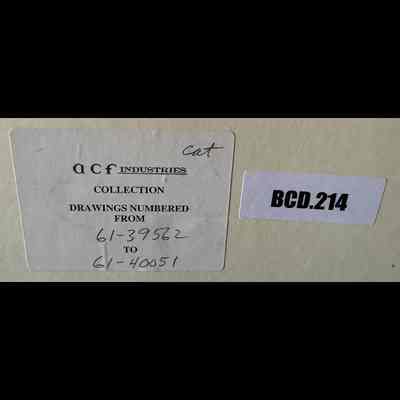 cat
acf INDUSTRIES
COLLECTION
DRAWINGS NUMBERED
FROM
61-39562
TO
61-40051
BCD.214